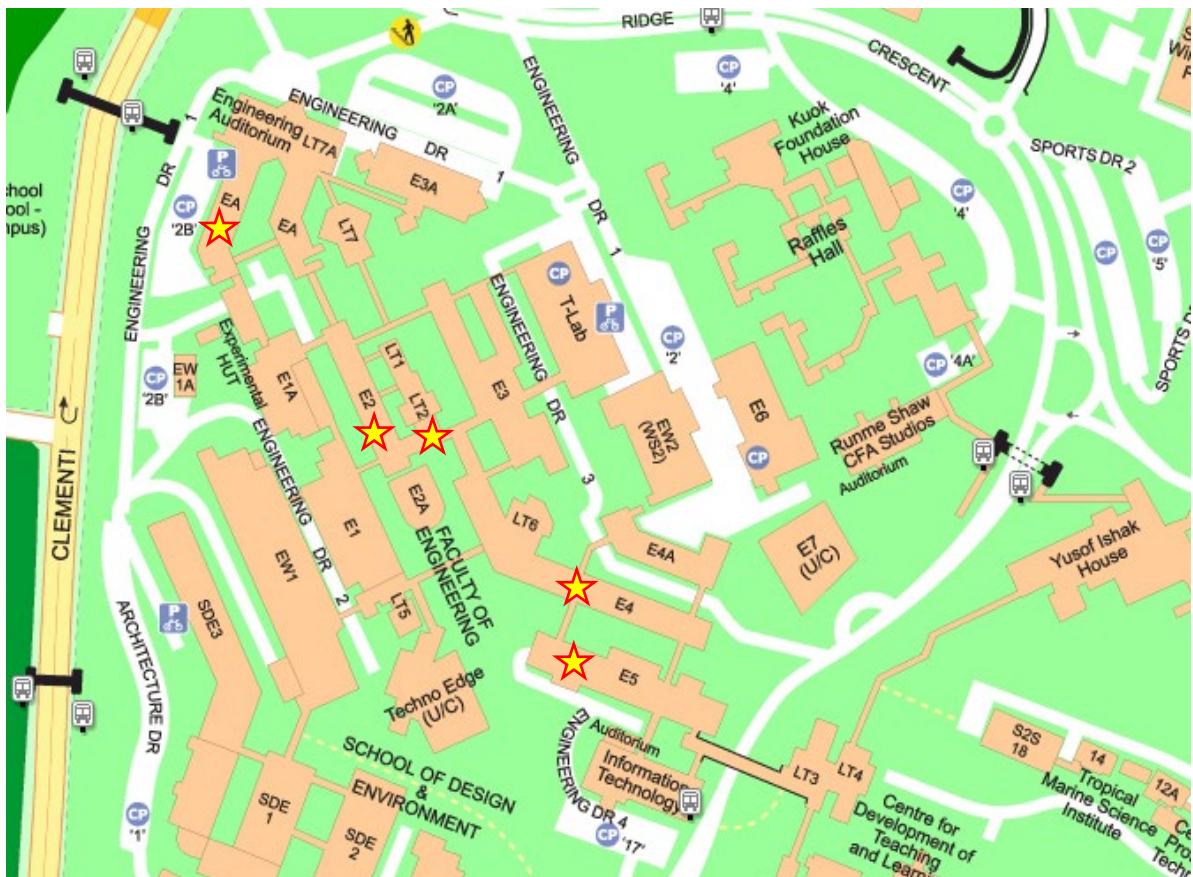 RIDGE
CRESCENT
CP
'4'
CP
'2A'
ENGINEERING
DR
1
ENGINEERING
DR
1
Engineering
Auditorium
LT7A
ENGINEERING
DR
1
E3A
Kuok
Foundation
House
SPORTS DR 2
CP
'4'
CP
CP
'5'
P
EA
EA
CP
'2B'
LT7
Raffles
Hall
chool
ool -
mpus)
CP
T-Lab
P
CP
'2'
ENGINEERING
DR
3
E3
Experimental
HUT
EW
1A
CP
'2B'
E1A
E2
LT1
LT2
CP
'4A'
E6
CP
EW2
(WS2)
Runme Shaw
CFA Studios
Auditorium
CLEMENTI
ENGINEERING
DR
2
E2A
LT6
E1
EW1
FACULTY OF
ENGINEERING
E4A
E7
(U/C)
Yusof Ishak
House
P
SDE3
LT5
E4
E5
Techno Edge
(U/C)
ARCHITECTURE DR
Auditorium
Information
Technology
ENGINEERING DR 4
LT3
LT4
S2S
18
14
12A
Tropical
Marine Science
Institute
SCHOOL OF DESIGN
&
ENVIRONMENT
SDE
1
SDE
2
CP
'1'
CP
'17'
Centre for
Development of
Teaching
and Learni